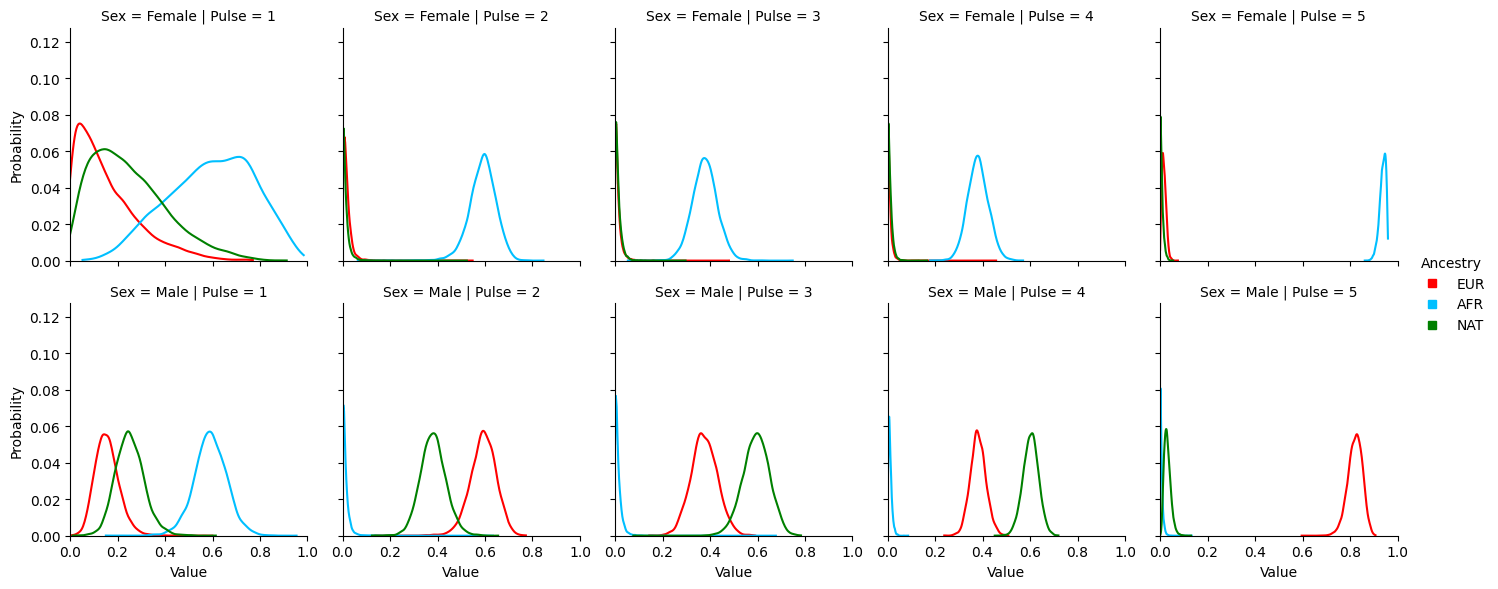 Sex = Female | Pulse = 1
Sex = Female | Pulse = 2
Sex = Female | Pulse = 3
Sex = Female | Pulse = 4
Sex = Female | Pulse = 5
0.12
0.10
0.08
0.06
0.04
0.02
0.00
Probability
Sex = Male | Pulse = 1
Sex = Male | Pulse = 2
Sex = Male | Pulse = 3
Sex = Male | Pulse = 4
Sex = Male | Pulse = 5
0.12
0.10
0.08
0.06
0.04
0.02
0.00
Probability
0.0 0.2 0.4 0.6 0.8 1.0
0.0 0.2 0.4 0.6 0.8 1.0
0.0 0.2 0.4 0.6 0.8 1.0
0.0 0.2 0.4 0.6 0.8 1.0
0.0 0.2 0.4 0.6 0.8 1.0
Value
Value
Value
Value
Value
Ancestry
EUR
AFR
NAT